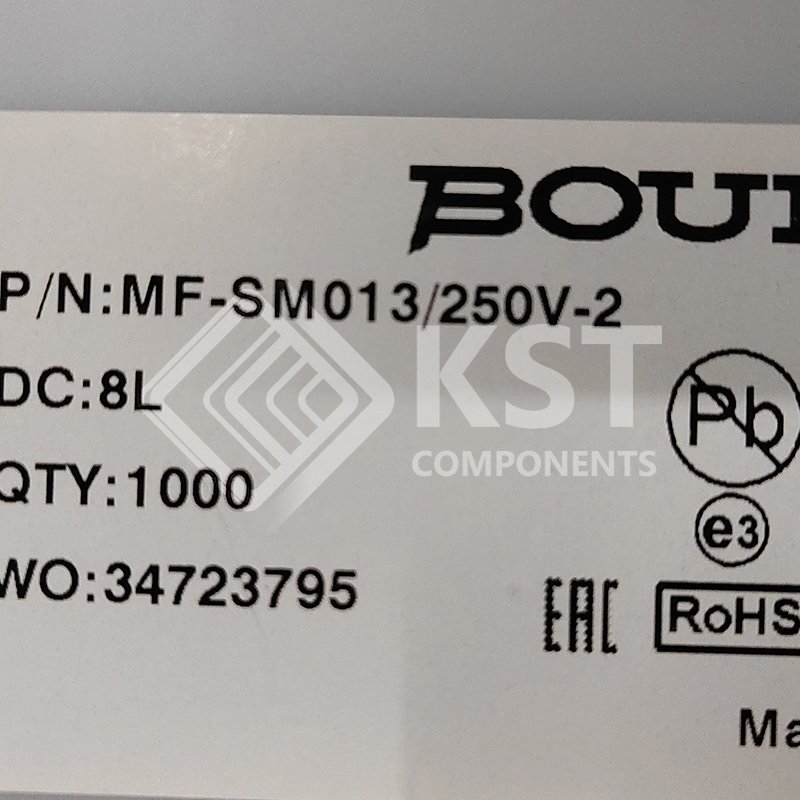 BOU
P/N:MF-SM013/250V-2
DC:8L
QTY:1000
WO:34723795
KST
COMPONENTS
Pb
e3
EAC
RoHS
Ma